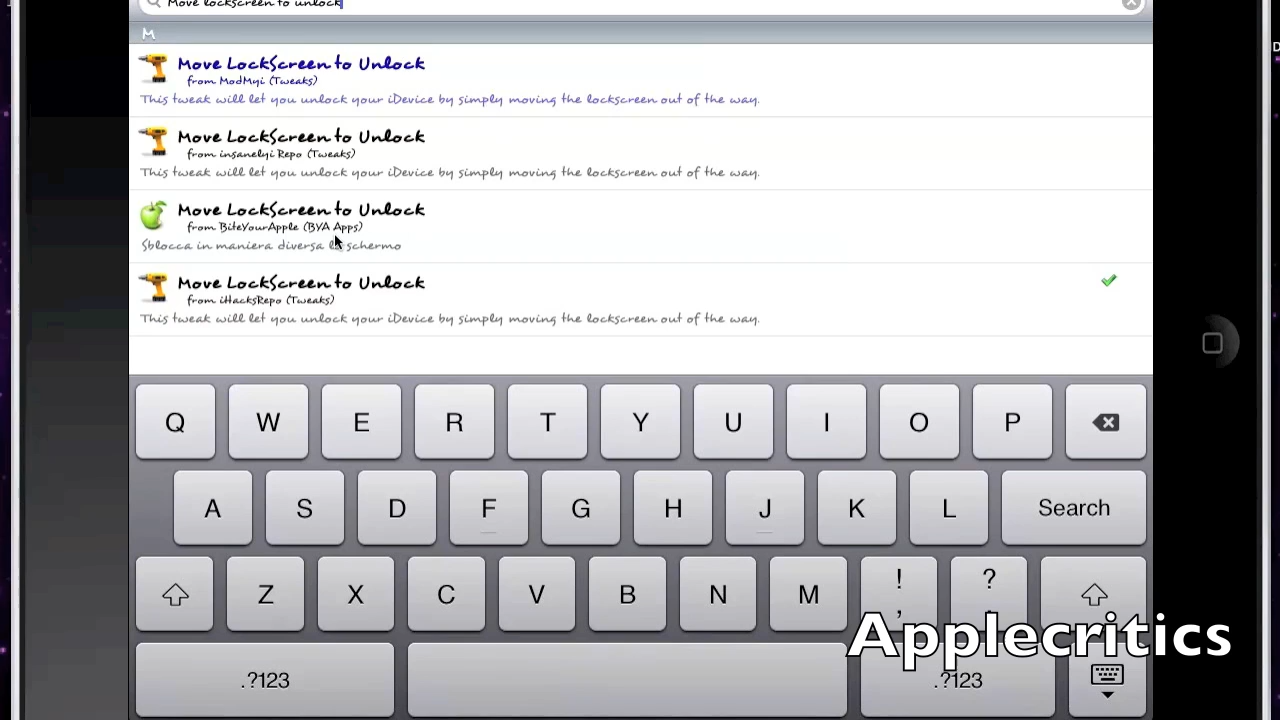 Move lockscreen to unlock
M
Move LockScreen to Unlock
from ModMyi (Tweaks)
This tweak will let you unlock your iDevice by simply moving the lockscreen out of the way.
Move LockScreen to Unlock
from insanelyi Repo (Tweaks)
This tweak will let you unlock your iDevice by simply moving the lockscreen out of the way.
Move LockScreen to Unlock
from BiteYourApple (BYA Apps)
Sblocca in maniera diversa lo schermo
Move LockScreen to Unlock
from iHacksRepo (Tweaks)
This tweak will let you unlock your iDevice by simply moving the lockscreen out of the way.
Q W E R T Y U I O P
A S D F G H J K L Search
Z X C V B N M ! , ?
Applecritics
.?123 .?123